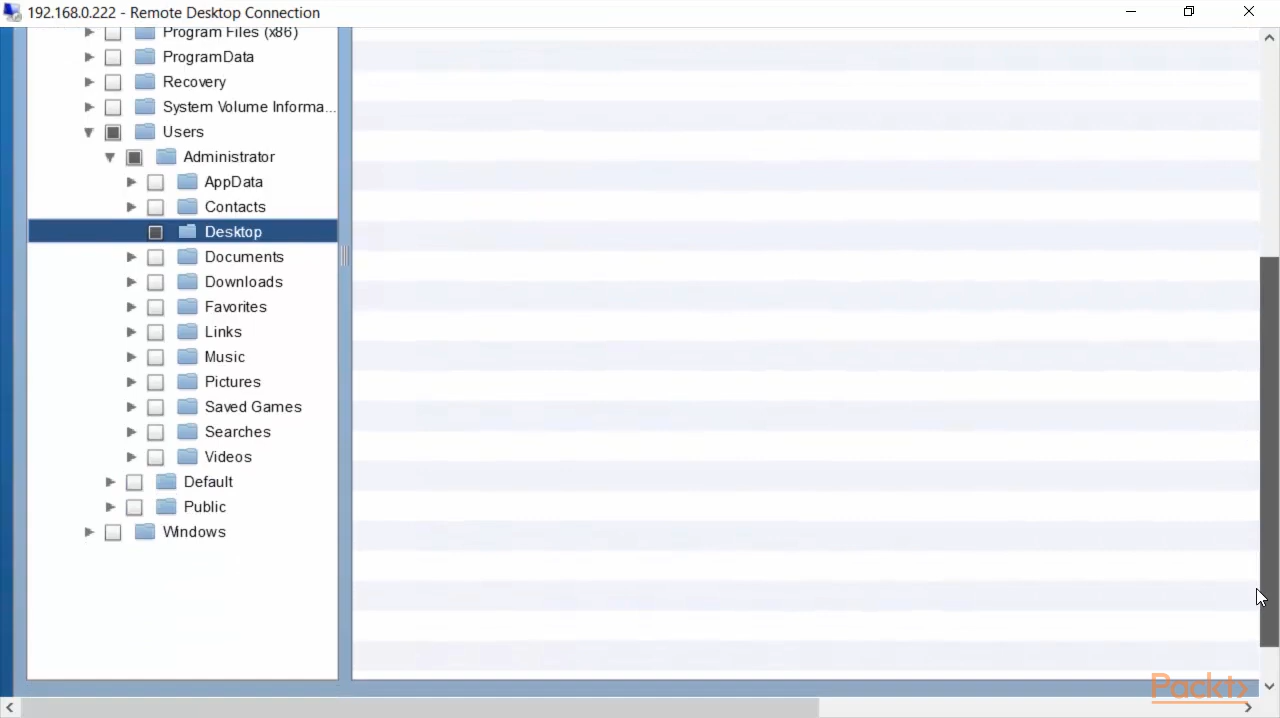 192.168.0.222 - Remote Desktop Connection
Program Files (x86)
ProgramData
Recovery
System Volume Informa...
Users
Administrator
AppData
Contacts
Desktop
Documents
Downloads
Favorites
Links
Music
Pictures
Saved Games
Searches
Videos
Default
Public
Windows
Packt>